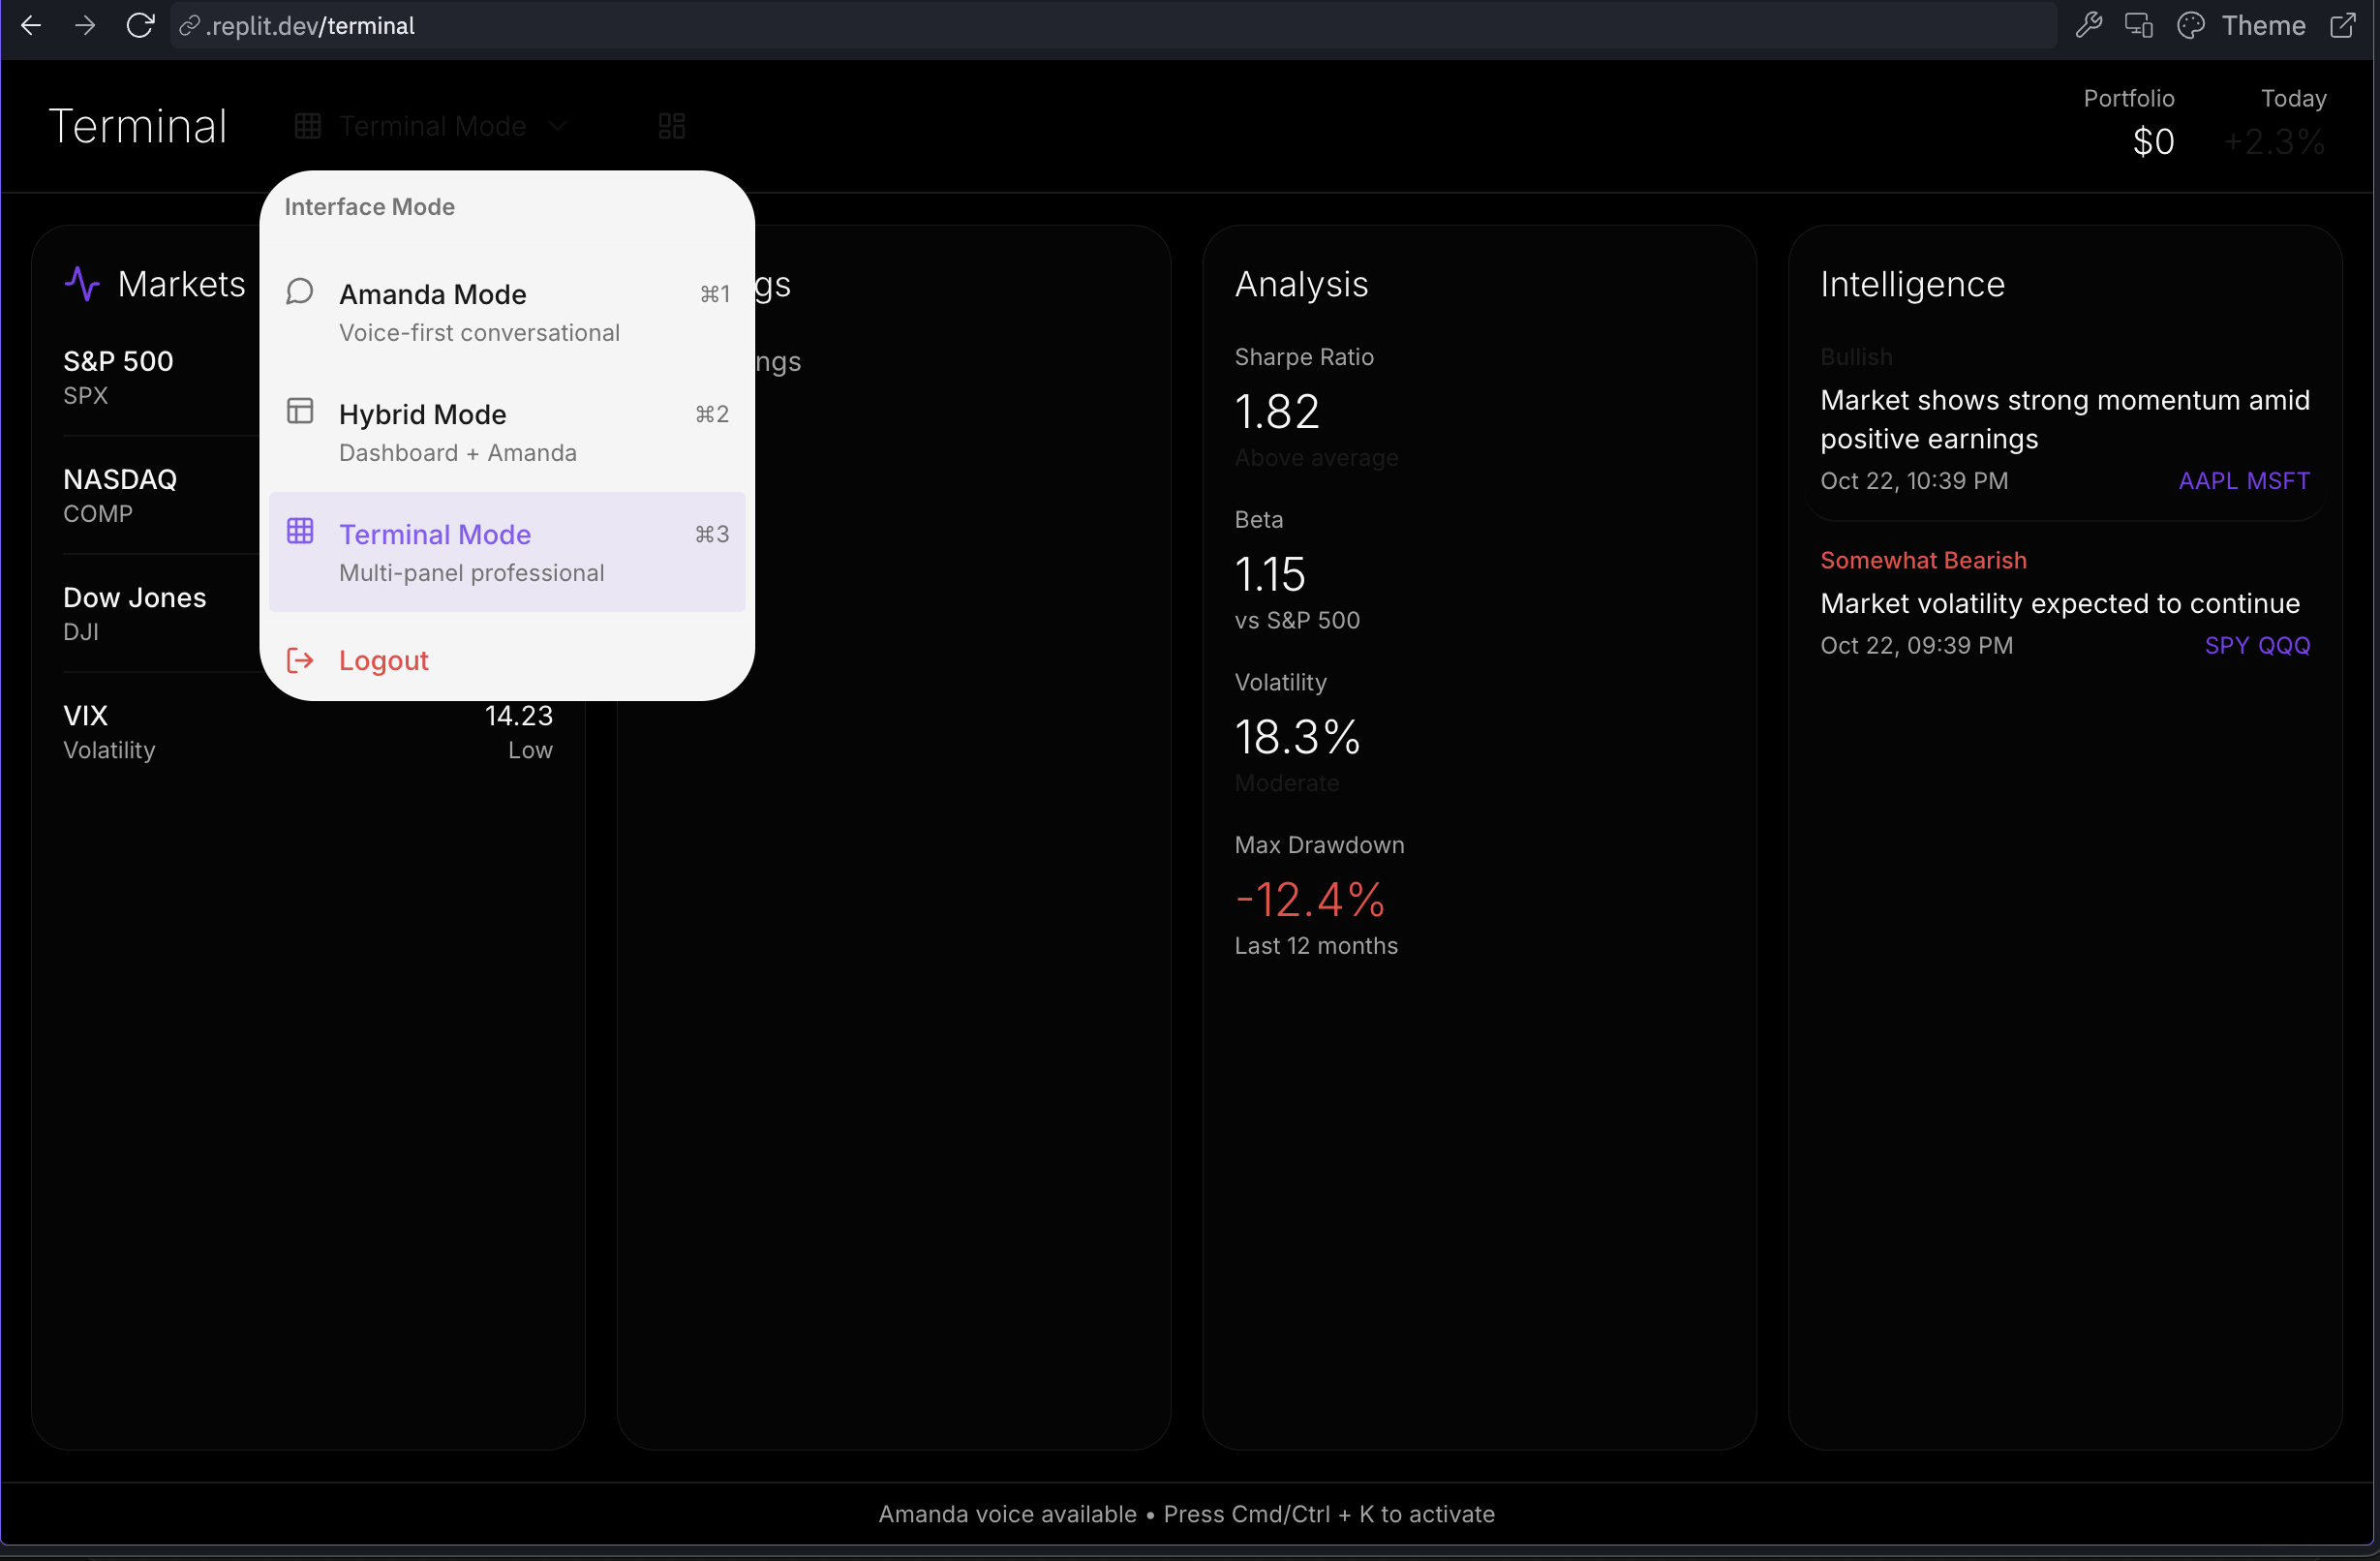 .replit.dev/terminal
Theme
Terminal
Terminal Mode
Portfolio
$0
Today
+2.3%
Interface Mode
Amanda Mode ⌘1
Voice-first conversational
Hybrid Mode ⌘2
Dashboard + Amanda
Terminal Mode ⌘3
Multi-panel professional
Logout
Markets
S&P 500
SPX
NASDAQ
COMP
Dow Jones
DJI
VIX 14.23
Volatility Low
gs
ngs
Analysis
Sharpe Ratio
1.82
Above average
Beta
1.15
vs S&P 500
Volatility
18.3%
Moderate
Max Drawdown
-12.4%
Last 12 months
Intelligence
Bullish
Market shows strong momentum amid
positive earnings
Oct 22, 10:39 PM AAPL MSFT
Somewhat Bearish
Market volatility expected to continue
Oct 22, 09:39 PM SPY QQQ
Amanda voice available • Press Cmd/Ctrl + K to activate